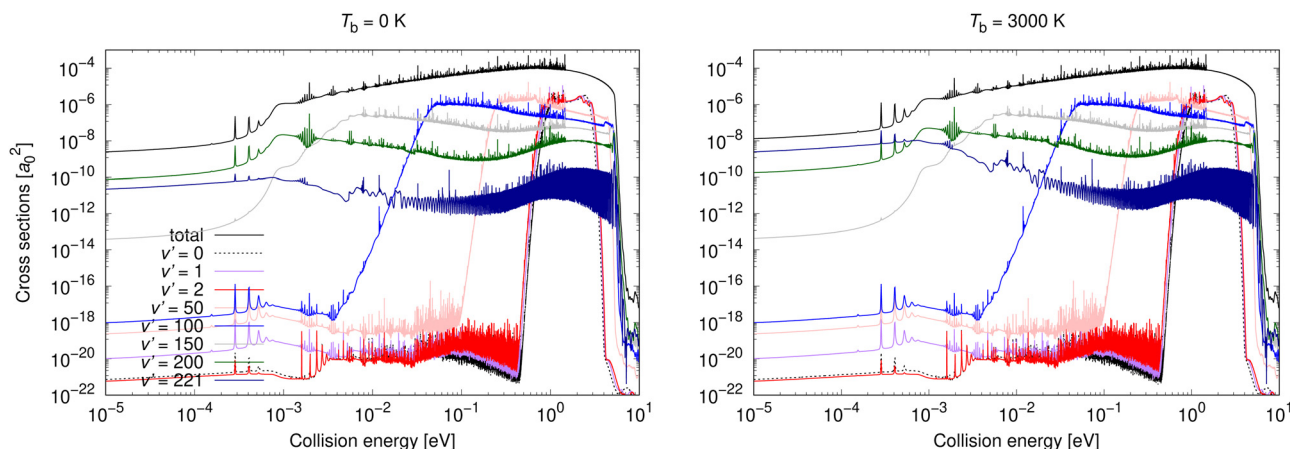 T_b = 0 K
Cross sections [a_0^2]
10^-4
10^-6
10^-8
10^-10
10^-12
10^-14
10^-16
10^-18
10^-20
10^-22
total
v' = 0
v' = 1
v' = 2
v' = 50
v' = 100
v' = 150
v' = 200
v' = 221
10^-5 10^-4 10^-3 10^-2 10^-1 10^0 10^1
Collision energy [eV]
T_b = 3000 K
10^-4
10^-6
10^-8
10^-10
10^-12
10^-14
10^-16
10^-18
10^-20
10^-22
10^-5 10^-4 10^-3 10^-2 10^-1 10^0 10^1
Collision energy [eV]